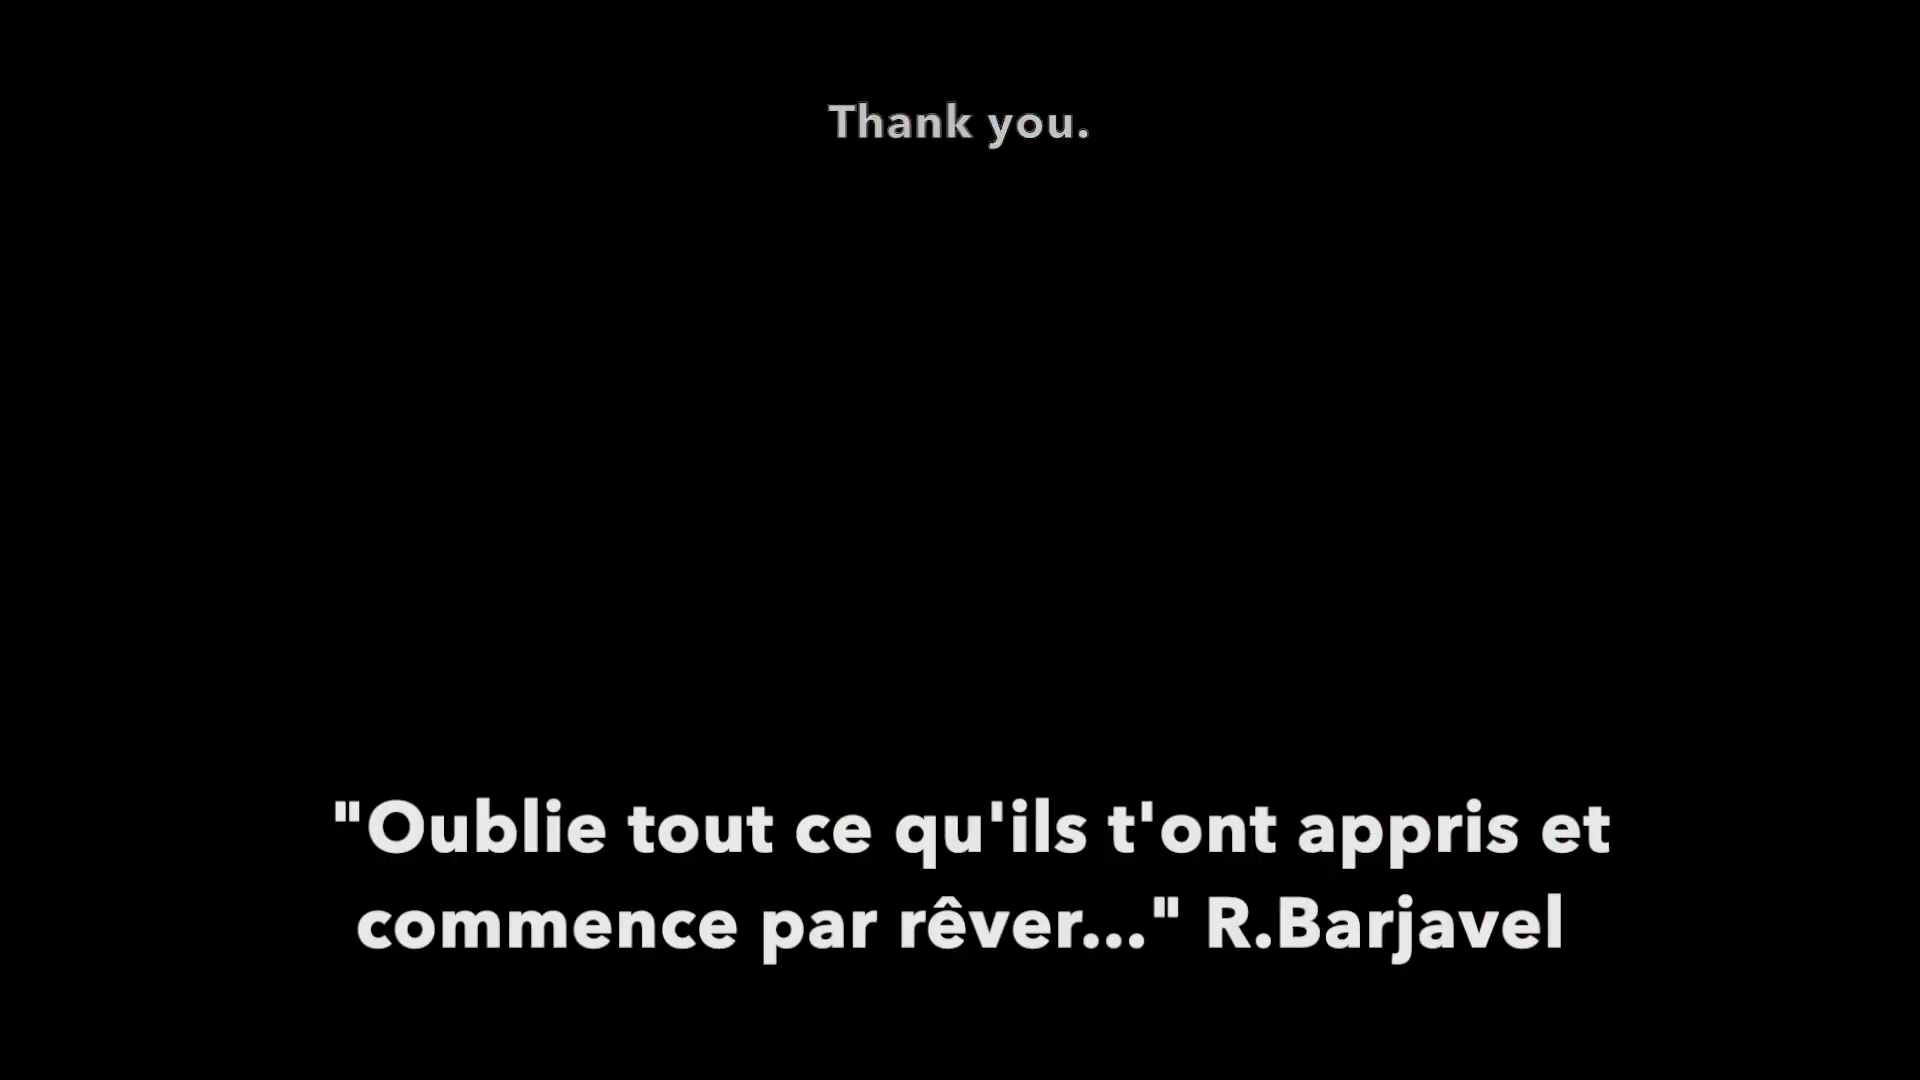 Thank you.
"Oublie tout ce qu'ils t'ont appris et
commence par rêver..." R.Barjavel